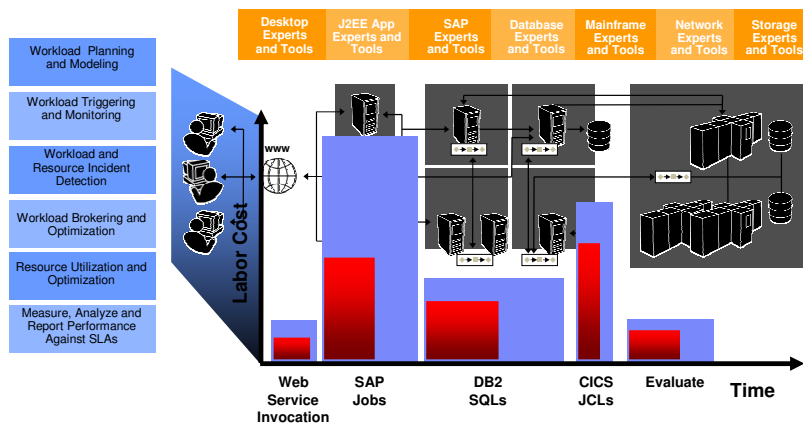 Desktop
Experts
and Tools
J2EE App
Experts and
Tools
SAP
Experts
and Tools
Database
Experts
and Tools
Mainframe
Experts
and Tools
Network
Experts
and Tools
Storage
Experts
and Tools
Workload Planning
and Modeling
Workload Triggering
and Monitoring
Workload and
Resource Incident
Detection
Workload Brokering and
Optimization
Resource Utilization and
Optimization
Measure, Analyze and
Report Performance
Against SLAs
www
Labor Cost
Web
Service
Invocation
SAP
Jobs
DB2
SQLs
CICS
JCLs
Evaluate
Time